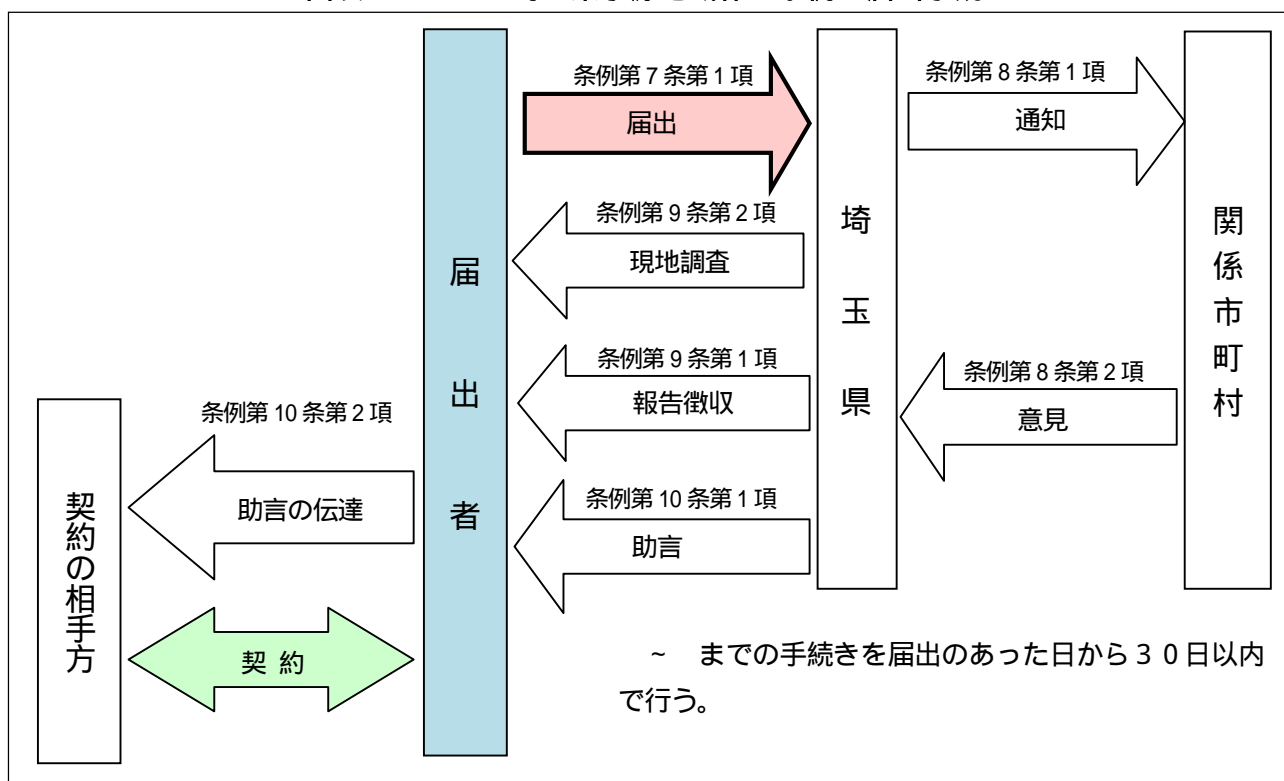 条例第７条第１項
届出
条例第８条第１項
通知
条例第９条第２項
現地調査
条例第９条第１項
報告徴収
条例第８条第２項
意見
条例第 10 条第１項
助言
条例第 10 条第２項
助言の伝達
契 約
契約の相手方
届出者
埼玉県
関係市町村
～　までの手続きを届出のあった日から３０日以内
で行う。